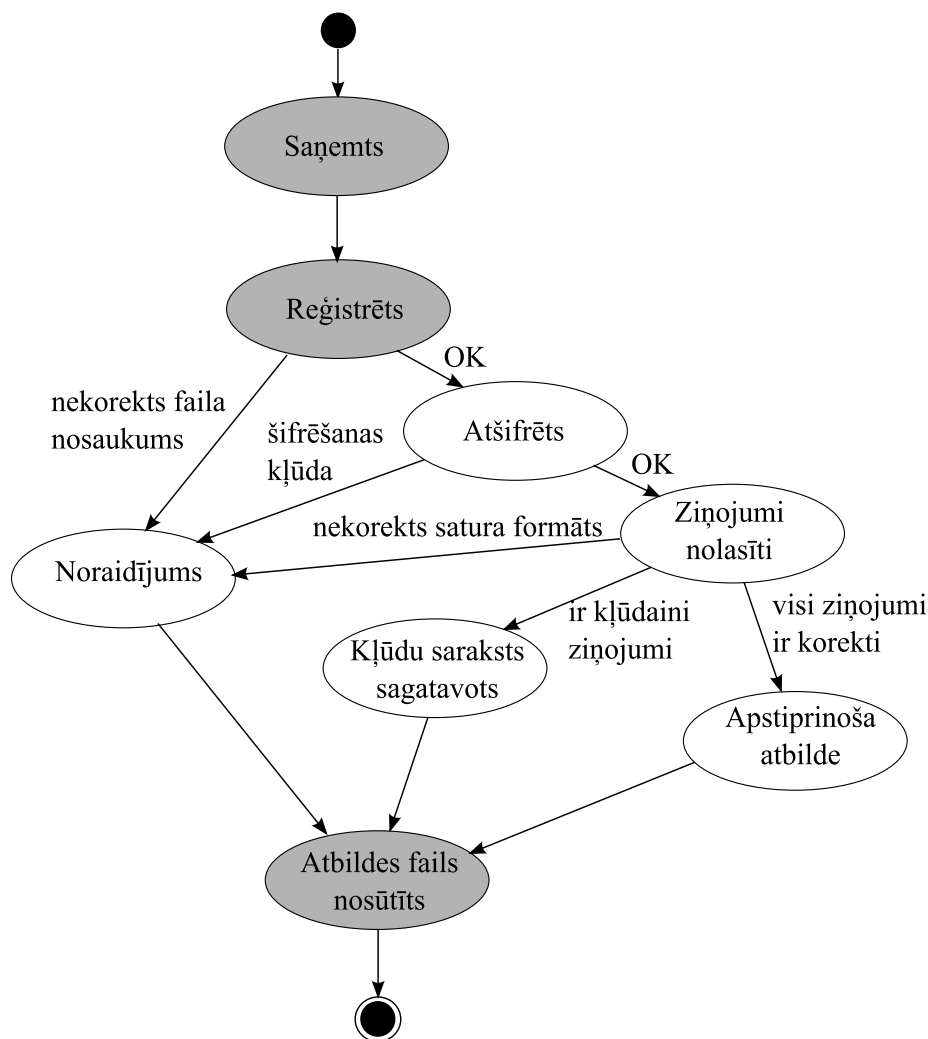 Saņemts
Reģistrēts
OK
nekorekts faila
nosaukums
šifrēšanas
kļūda
Atšifrēts
OK
nekorekts satura formāts
Ziņojumi
nolasīti
Noraidījums
ir kļūdaini
ziņojumi
visi ziņojumi
ir korekti
Kļūdu saraksts
sagatavots
Apstiprinoša
atbilde
Atbildes fails
nosūtīts